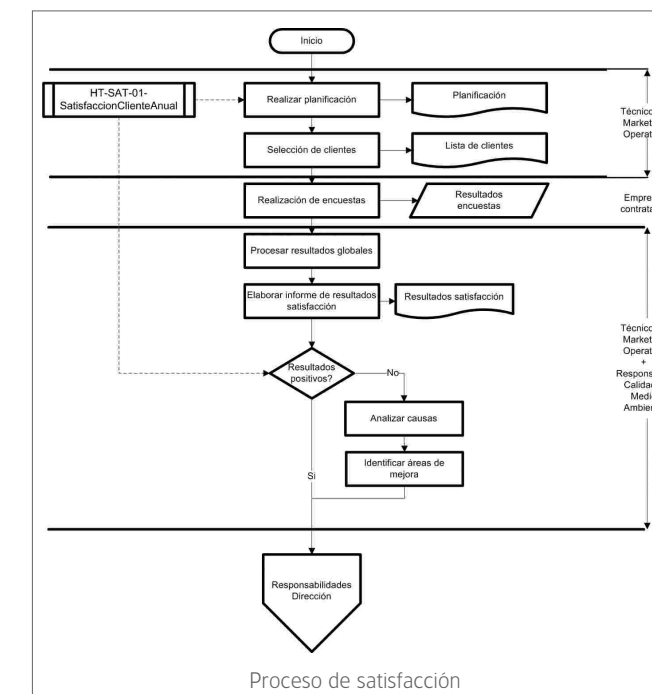 Inicio
HT-SAT-01-
SatisfaccionClienteAnual
Realizar planificación
Planificación
Selección de clientes
Lista de clientes
Realización de encuestas
Resultados
encuestas
Procesar resultados globales
Elaborar informe de resultados
satisfacción
Resultados satisfacción
Resultados
positivos?
No
Analizar causas
Identificar áreas de
mejora
Si
Responsabilidades
Dirección
Técnico
Market
Operat
Empre
contrata
Técnico
Market
Operat
+
Respons
Calida
Medi
Ambien
Proceso de satisfacción